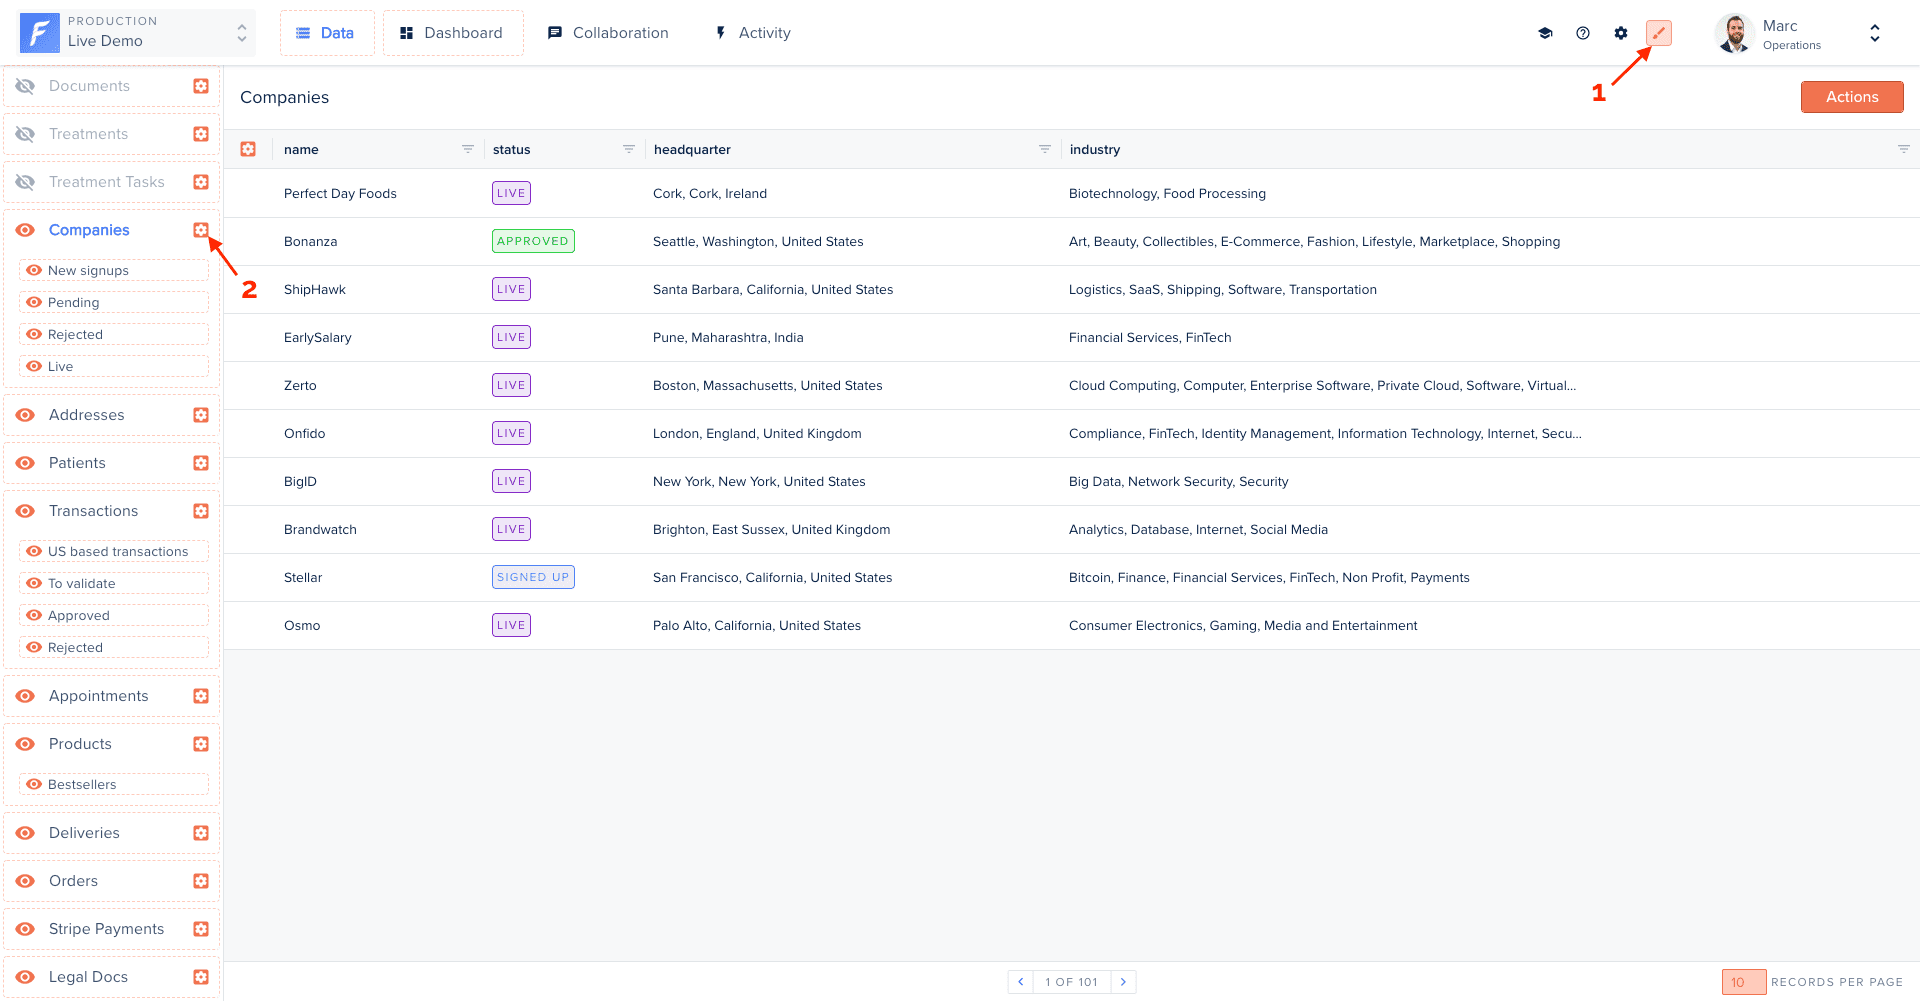 PRODUCTION
Live Demo
Data
Dashboard
Collaboration
Activity
Marc
Operations
1
Documents
Treatments
Treatment Tasks
Companies
2
New signups
Pending
Rejected
Live
Addresses
Patients
Transactions
US based transactions
To validate
Approved
Rejected
Appointments
Products
Bestsellers
Deliveries
Orders
Stripe Payments
Legal Docs
Companies
Actions
name status headquarter industry
Perfect Day Foods LIVE Cork, Cork, Ireland Biotechnology, Food Processing
Bonanza APPROVED Seattle, Washington, United States Art, Beauty, Collectibles, E-Commerce, Fashion, Lifestyle, Marketplace, Shopping
ShipHawk LIVE Santa Barbara, California, United States Logistics, SaaS, Shipping, Software, Transportation
EarlySalary LIVE Pune, Maharashtra, India Financial Services, FinTech
Zerto LIVE Boston, Massachusetts, United States Cloud Computing, Computer, Enterprise Software, Private Cloud, Software, Virtual...
Onfido LIVE London, England, United Kingdom Compliance, FinTech, Identity Management, Information Technology, Internet, Secu...
BigID LIVE New York, New York, United States Big Data, Network Security, Security
Brandwatch LIVE Brighton, East Sussex, United Kingdom Analytics, Database, Internet, Social Media
Stellar SIGNED UP San Francisco, California, United States Bitcoin, Finance, Financial Services, FinTech, Non Profit, Payments
Osmo LIVE Palo Alto, California, United States Consumer Electronics, Gaming, Media and Entertainment
1 OF 101
10 RECORDS PER PAGE